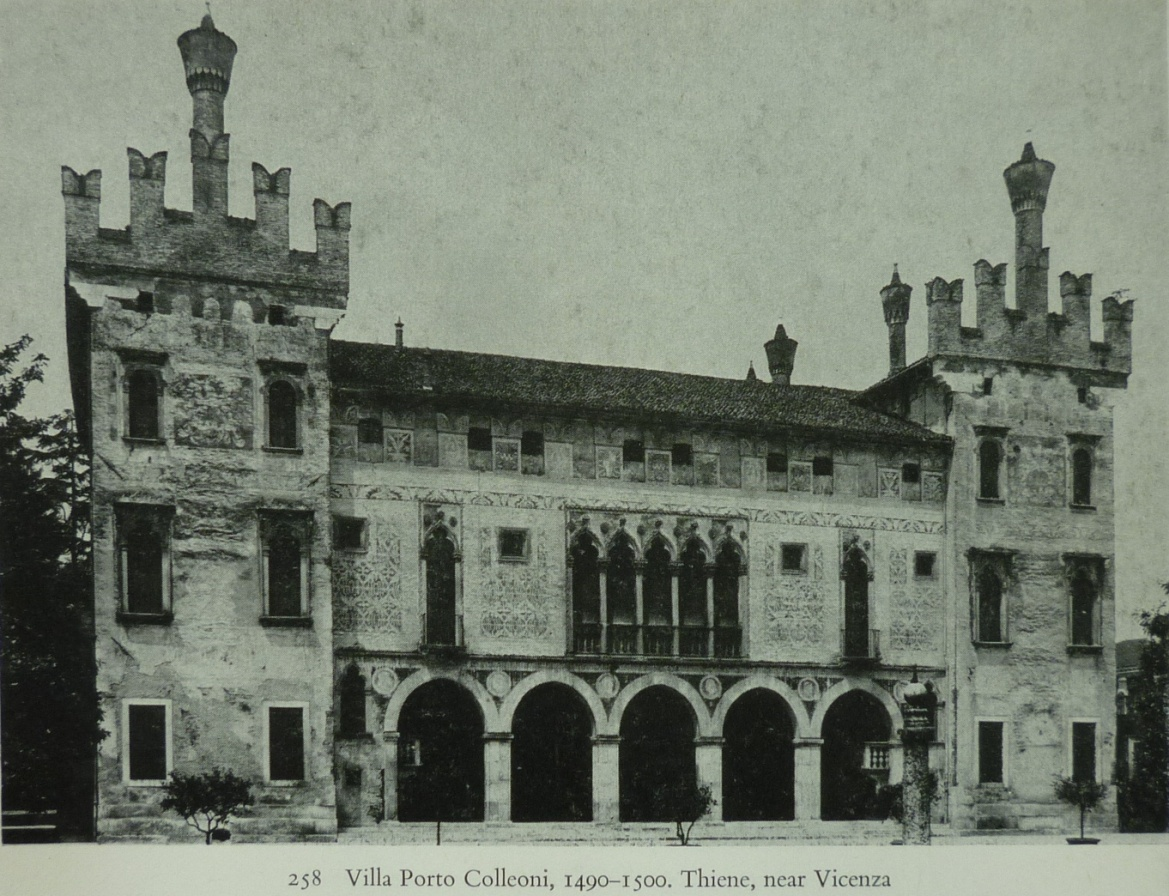 258 Villa Porto Colleoni, 1490–1500. Thiene, near Vicenza